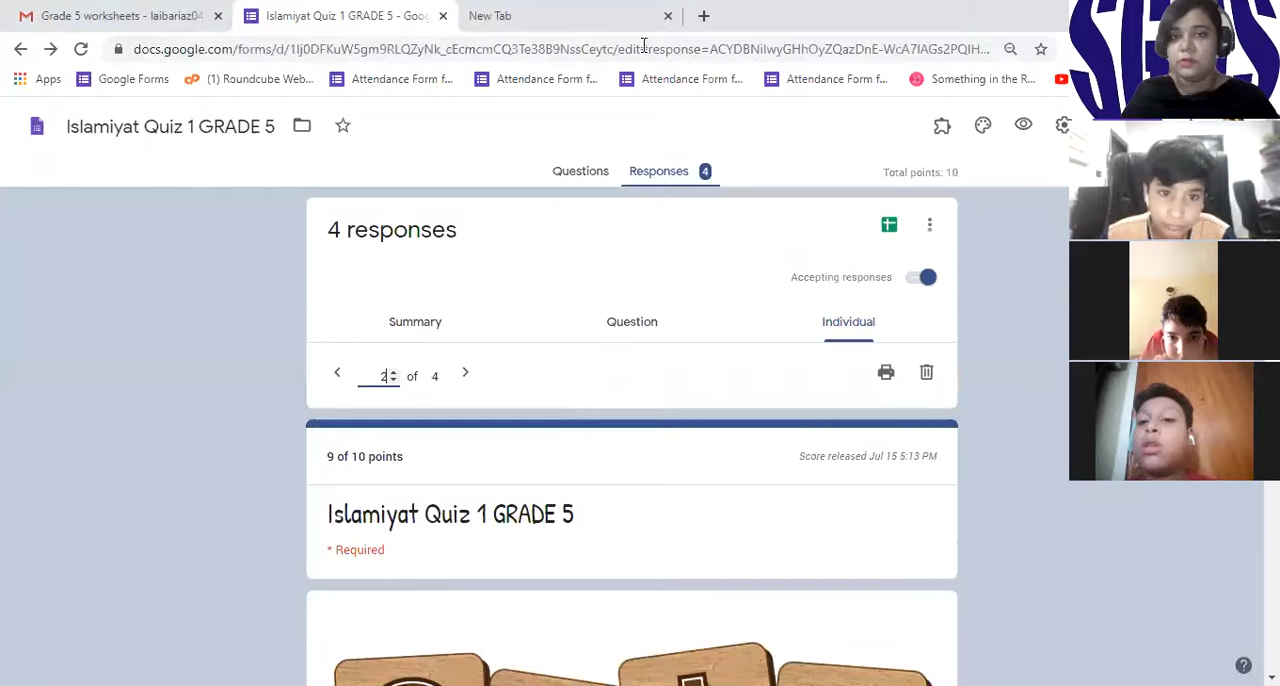 Grade 5 worksheets - laibariaz04
Islamiyat Quiz 1 GRADE 5 - Goog
New Tab
docs.google.com/forms/d/1Ij0DFKuW5gm9RLQZyNk_cEctnmCQ3Te38B9NssCeytc/edit#response=ACYDBNilwyGHhOyZQazDnE-WcA7IAGs2PQIH...
Apps
Google Forms
(1) Roundcube Web...
Attendance Form f...
Attendance Form f...
Attendance Form f...
Attendance Form f...
Something in the R...
Islamiyat Quiz 1 GRADE 5
Questions
Responses 4
Total points: 10
4 responses
Accepting responses
Summary
Question
Individual
2 of 4
9 of 10 points
Score released Jul 15 5:13 PM
Islamiyat Quiz 1 GRADE 5
* Required